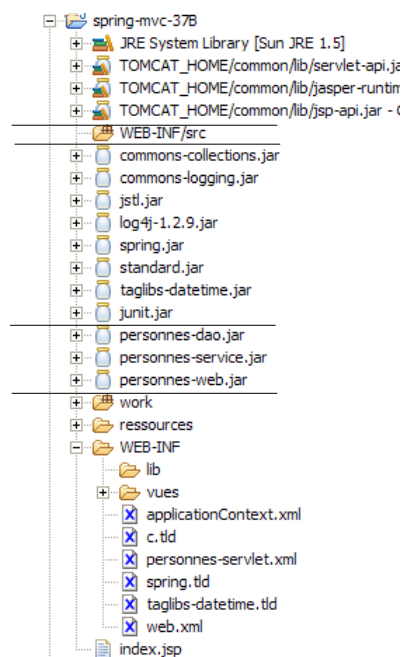 spring-mvc-37B
JRE System Library [Sun JRE 1.5]
TOMCAT_HOME/common/lib/servlet-api.ja
TOMCAT_HOME/common/lib/jasper-runtim
TOMCAT_HOME/common/lib/jsp-api.jar - C
WEB-INF/src
commons-collections.jar
commons-logging.jar
jstl.jar
log4j-1.2.9.jar
spring.jar
standard.jar
taglibs-datetime.jar
junit.jar
personnes-dao.jar
personnes-service.jar
personnes-web.jar
work
ressources
WEB-INF
lib
vues
applicationContext.xml
c.tld
personnes-servlet.xml
spring.tld
taglibs-datetime.tld
web.xml
index.jsp